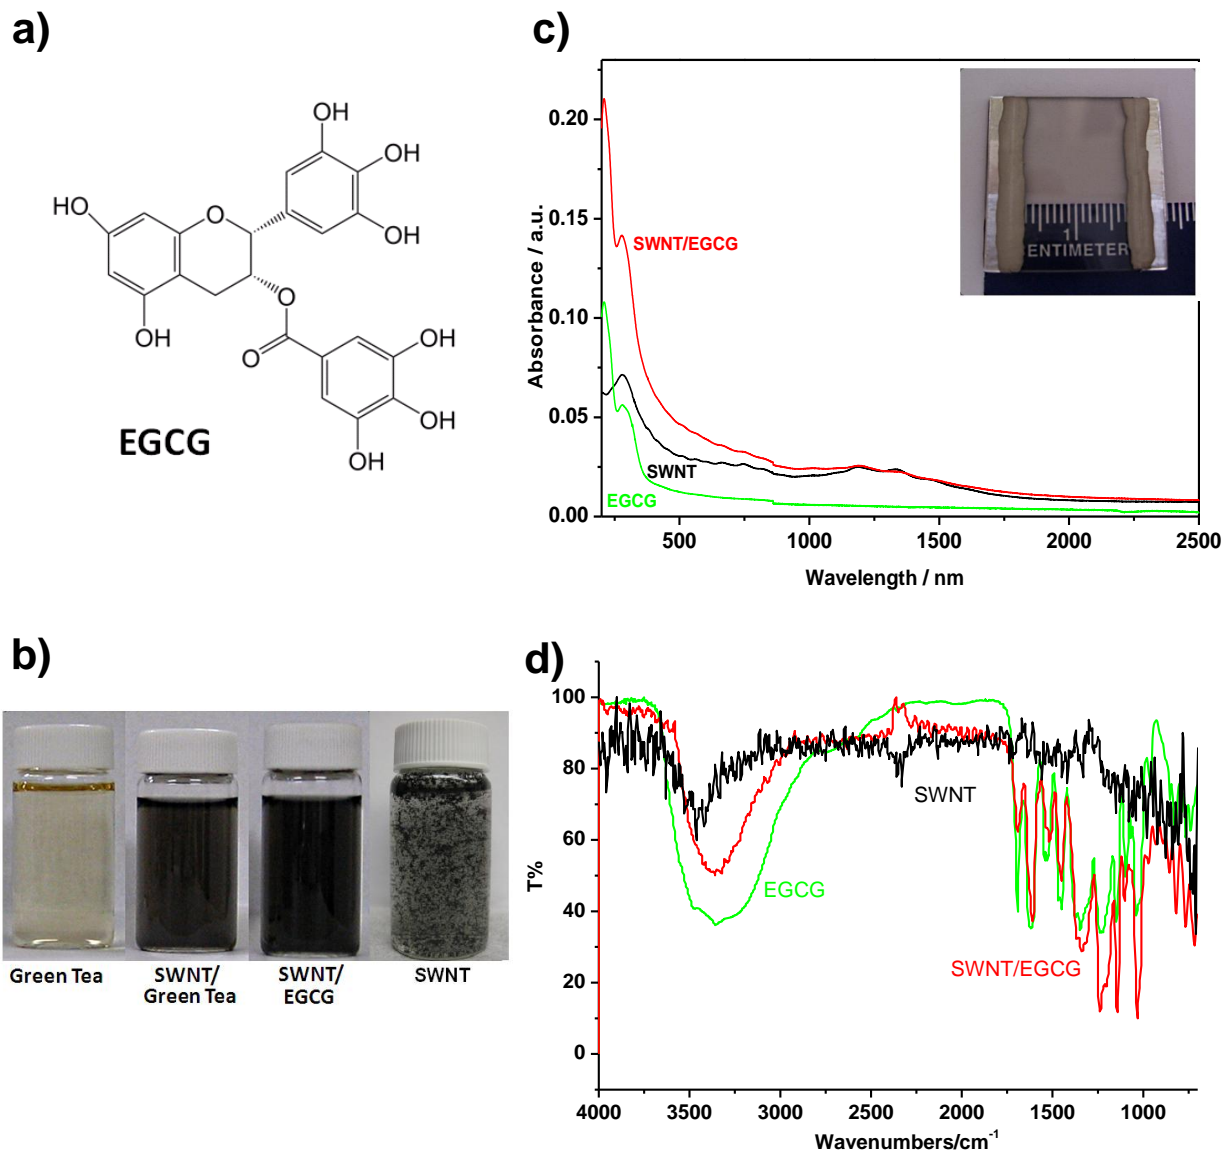 a)
OH
OH
HO
O
OH
O
OH
O
OH
OH
OH
EGCG
b)
Green Tea
SWNT/
Green Tea
SWNT/
EGCG
SWNT
c)
Absorbance / a.u.
0.20
0.15
0.10
0.05
0.00
SWNT/EGCG
SWNT
EGCG
1
CENTIMETER
500
1000
1500
2000
2500
Wavelength / nm
d)
T%
100
80
60
40
20
0
SWNT
EGCG
SWNT/EGCG
4000
3500
3000
2500
2000
1500
1000
Wavenumbers/cm⁻¹